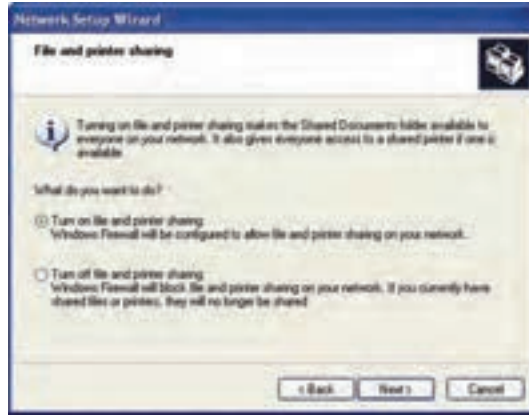 Network Setup Wizard
File and printer sharing
Turning on file and printer sharing makes the Shared Documents folder available to
everyone on your network. It also gives everyone access to a shared printer if one is
available.
What do you want to do?
Turn on file and printer sharing
Windows Firewall will be configured to allow file and printer sharing on your network.
Turn off file and printer sharing
Windows Firewall will block file and printer sharing on your network. If you currently have
shared files or printers, they will no longer be shared.
< Back Next > Cancel